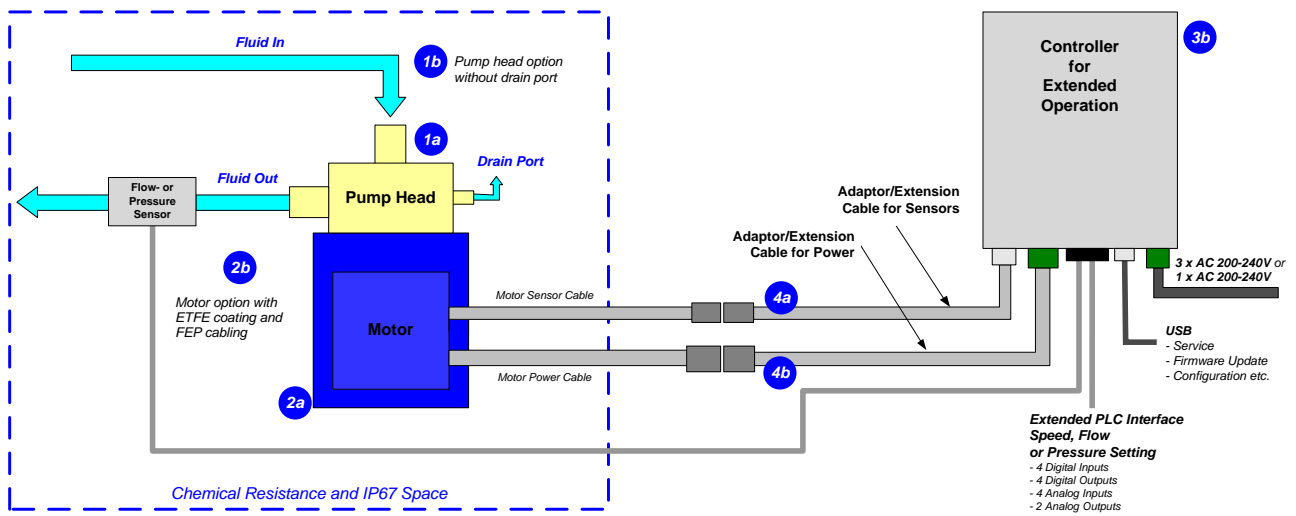 Fluid In
1b
Pump head option
without drain port
1a
Drain Port
Fluid Out
Flow- or
Pressure
Sensor
Pump Head
2b
Motor option with
ETFE coating and
FEP cabling
Motor
2a
Motor Sensor Cable
Motor Power Cable
Chemical Resistance and IP67 Space
4a
4b
Adaptor/Extension
Cable for Sensors
Adaptor/Extension
Cable for Power
Controller
for
Extended
Operation
3b
3 x AC 200-240V or
1 x AC 200-240V
USB
- Service
- Firmware Update
- Configuration etc.
Extended PLC Interface
Speed, Flow
or Pressure Setting
- 4 Digital Inputs
- 4 Digital Outputs
- 4 Analog Inputs
- 2 Analog Outputs